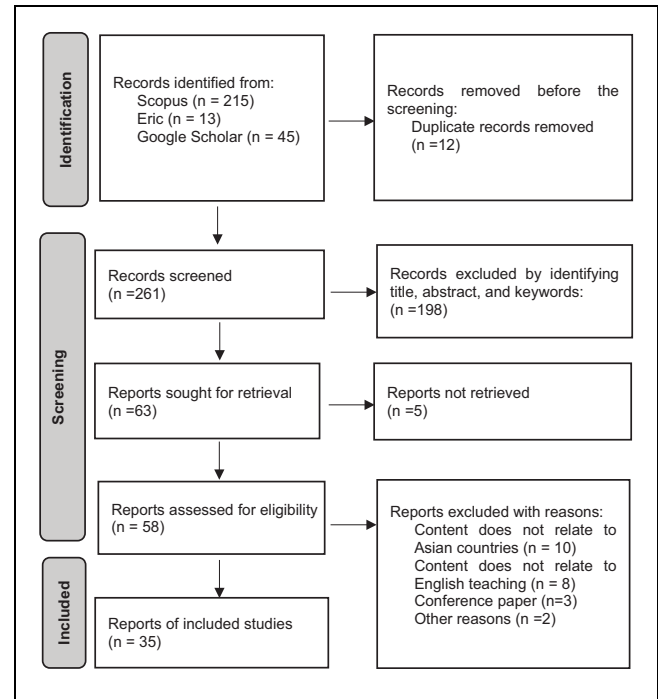 Identification
Records identified from:
Scopus (n = 215)
Eric (n = 13)
Google Scholar (n = 45)
Records removed before the
screening:
Duplicate records removed
(n =12)
Screening
Records screened
(n =261)
Records excluded by identifying
title, abstract, and keywords:
(n =198)
Reports sought for retrieval
(n =63)
Reports not retrieved
(n =5)
Reports assessed for eligibility
(n = 58)
Reports excluded with reasons:
Content does not relate to
Asian countries (n = 10)
Content does not relate to
English teaching (n = 8)
Conference paper (n=3)
Other reasons (n =2)
Included
Reports of included studies
(n = 35)